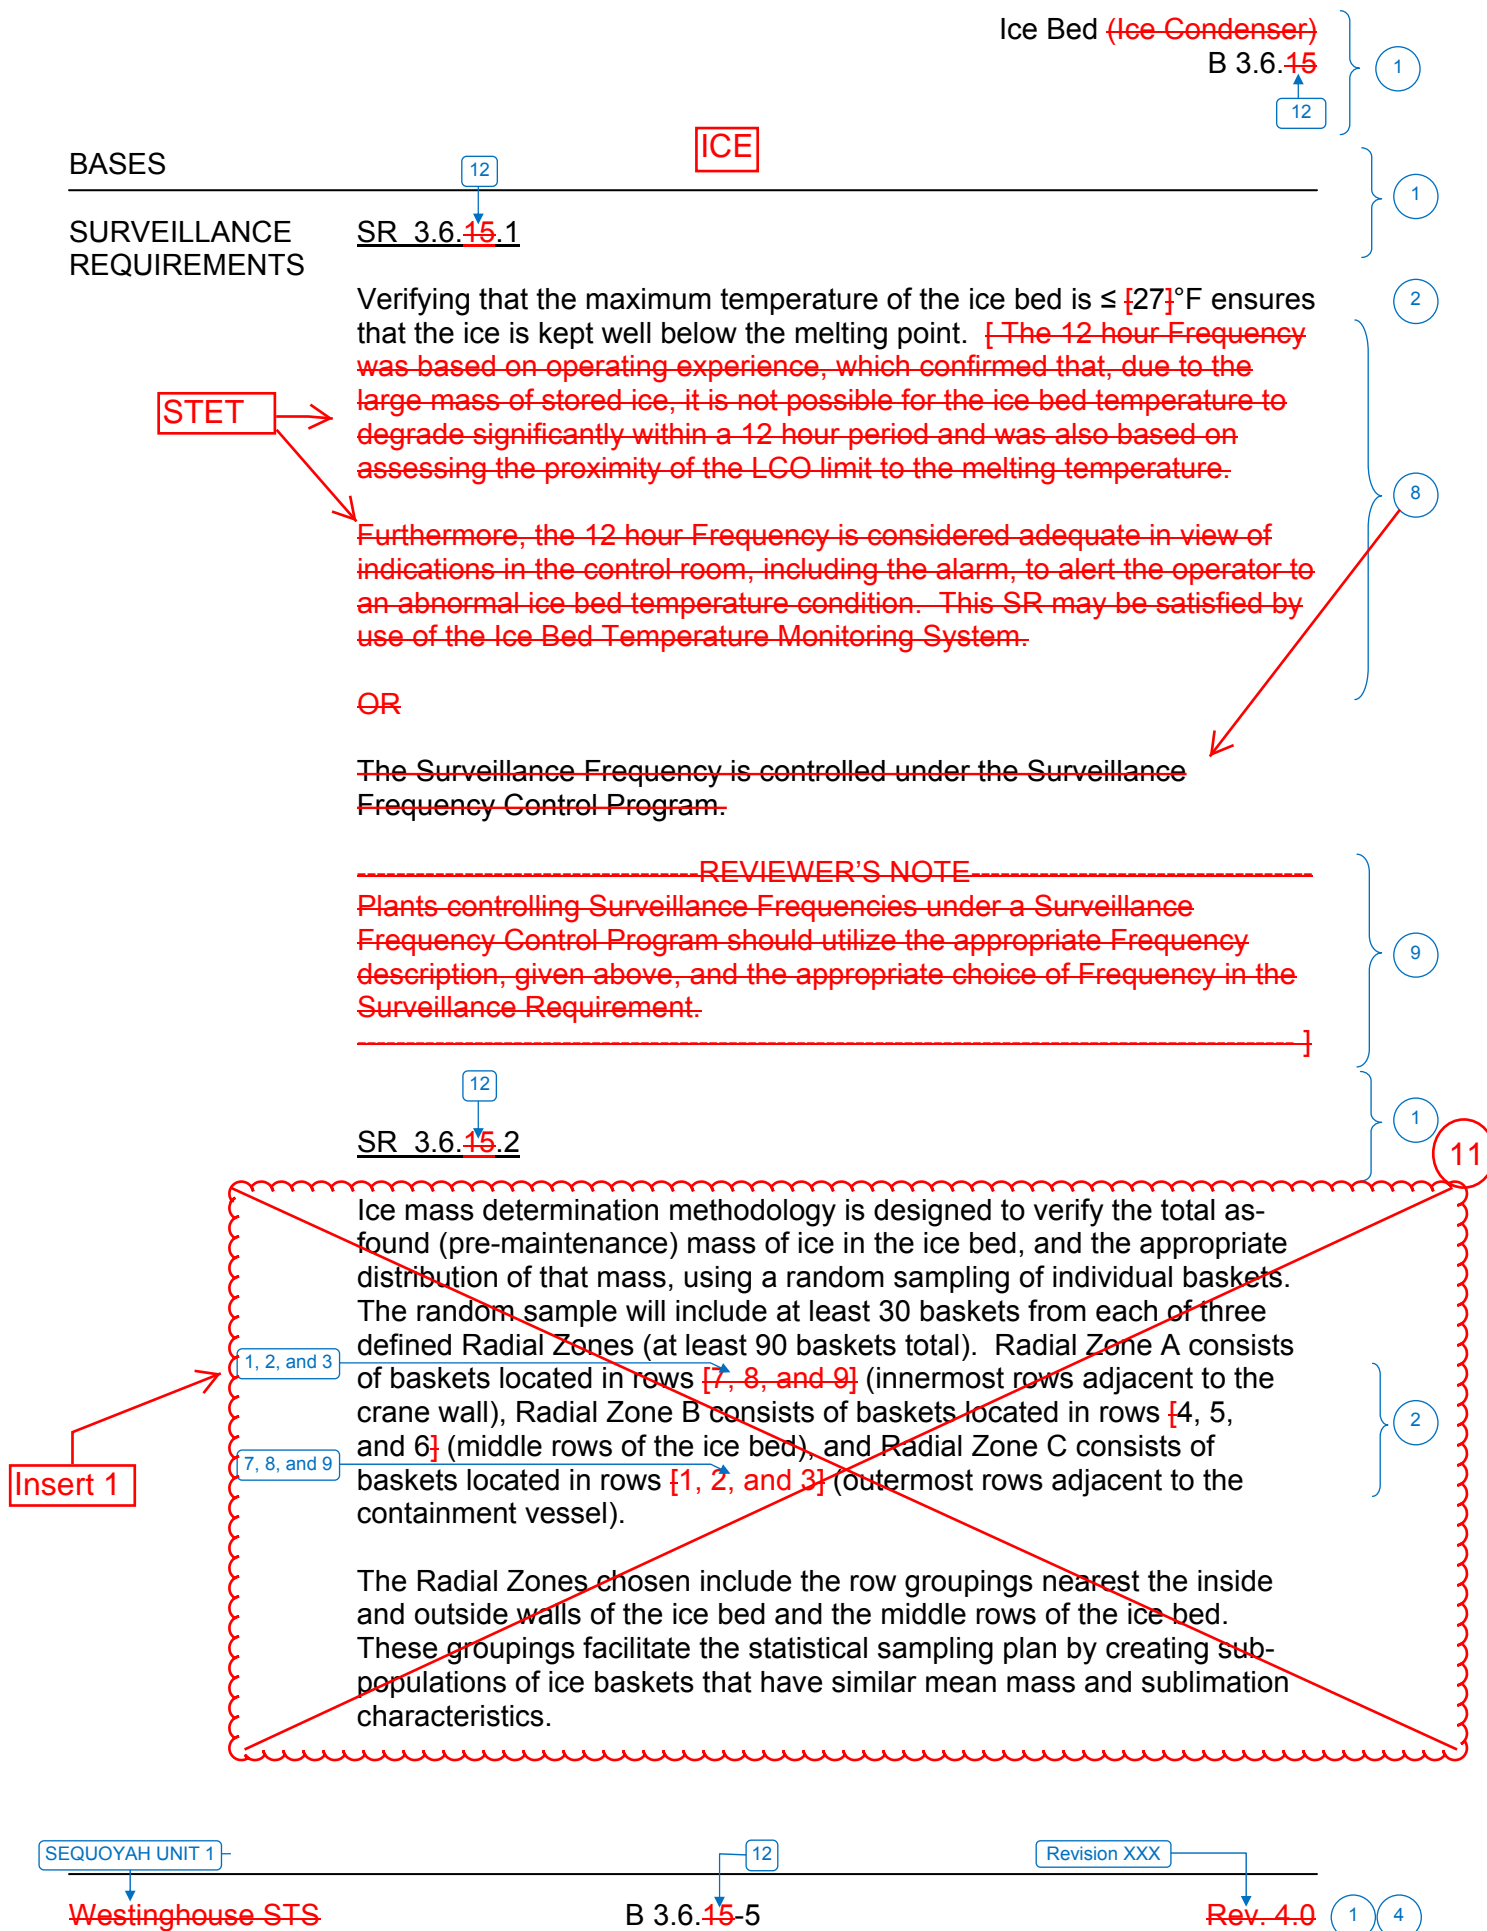 Ice Bed (Ice Condenser)
B 3.6.15
1
12
ICE
BASES
12
1
SURVEILLANCE
REQUIREMENTS
SR 3.6.15.1
Verifying that the maximum temperature of the ice bed is ≤ [27]°F ensures
2
that the ice is kept well below the melting point. [ The 12 hour Frequency
was based on operating experience, which confirmed that, due to the
large mass of stored ice, it is not possible for the ice bed temperature to
STET
degrade significantly within a 12 hour period and was also based on
assessing the proximity of the LCO limit to the melting temperature.
8
Furthermore, the 12 hour Frequency is considered adequate in view of
indications in the control room, including the alarm, to alert the operator to
an abnormal ice bed temperature condition. This SR may be satisfied by
use of the Ice Bed Temperature Monitoring System.
OR
The Surveillance Frequency is controlled under the Surveillance
Frequency Control Program.
-----------------------------------REVIEWER'S NOTE-----------------------------------
Plants controlling Surveillance Frequencies under a Surveillance
Frequency Control Program should utilize the appropriate Frequency
9
description, given above, and the appropriate choice of Frequency in the
Surveillance Requirement.
------------------------------------------------------------------------------------------------ ]
12
1
SR 3.6.15.2
11
Ice mass determination methodology is designed to verify the total as-
found (pre-maintenance) mass of ice in the ice bed, and the appropriate
distribution of that mass, using a random sampling of individual baskets.
The random sample will include at least 30 baskets from each of three
defined Radial Zones (at least 90 baskets total). Radial Zone A consists
1, 2, and 3
of baskets located in rows [7, 8, and 9] (innermost rows adjacent to the
crane wall), Radial Zone B consists of baskets located in rows [4, 5,
2
and 6] (middle rows of the ice bed), and Radial Zone C consists of
7, 8, and 9
baskets located in rows [1, 2, and 3] (outermost rows adjacent to the
Insert 1
containment vessel).
The Radial Zones chosen include the row groupings nearest the inside
and outside walls of the ice bed and the middle rows of the ice bed.
These groupings facilitate the statistical sampling plan by creating sub-
populations of ice baskets that have similar mean mass and sublimation
characteristics.
SEQUOYAH UNIT 1
12
Revision XXX
Westinghouse STS
B 3.6.15-5
Rev. 4.0
1
4